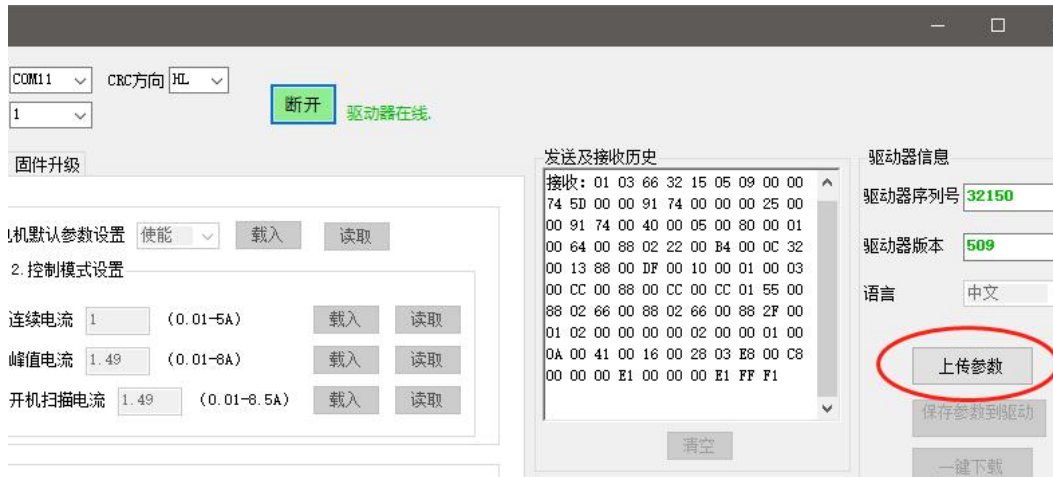 COM11 CRC方向 HL
1
断开 驱动器在线.
固件升级
机默认参数设置 使能 载入 读取
2.控制模式设置
连续电流 1 (0.01-5A) 载入 读取
峰值电流 1.49 (0.01-8A) 载入 读取
开机扫描电流 1.49 (0.01-8.5A) 载入 读取
发送及接收历史
接收: 01 03 66 32 15 05 09 00 00
74 5D 00 00 91 74 00 00 00 25 00
00 91 74 00 40 00 05 00 80 00 01
00 64 00 88 02 22 00 B4 00 0C 32
00 13 88 00 DF 00 10 00 01 00 03
00 CC 00 88 00 CC 00 CC 01 55 00
88 02 66 00 88 02 66 00 88 2F 00
01 02 00 00 00 00 02 00 00 01 00
0A 00 41 00 16 00 28 03 E8 00 C8
00 00 00 E1 00 00 00 E1 FF F1
清空
驱动器信息
驱动器序列号 32150
驱动器版本 509
语言 中文
上传参数
保存参数到驱动
一键下载